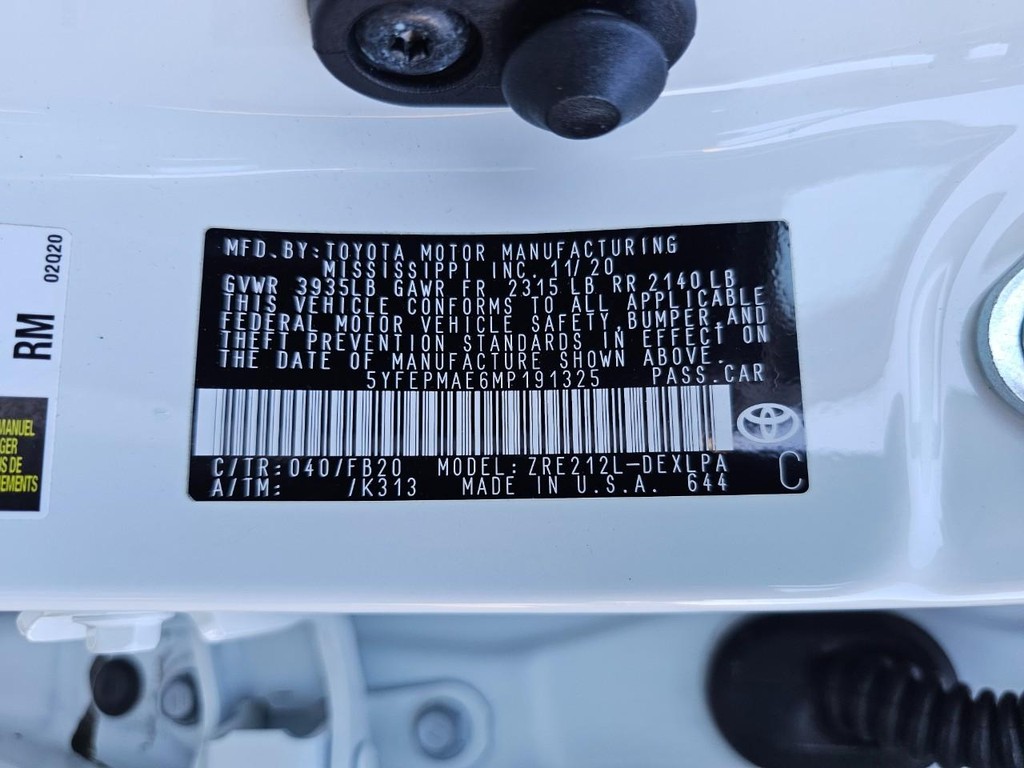 02Q20
RM
MANUEL
GER
S DE
NEMENTS
MFD. BY: TOYOTA MOTOR MANUFACTURING
MISSISSIPPI INC. 11/20
GVWR 3935LB GAWR FR 2315 LB RR 2140 LB
THIS VEHICLE CONFORMS TO ALL APPLICABLE
FEDERAL MOTOR VEHICLE SAFETY, BUMPER AND
THEFT PREVENTION STANDARDS IN EFFECT ON
THE DATE OF MANUFACTURE SHOWN ABOVE.
5YFEPMAE6MP191325 PASS. CAR
C/TR: 040/FB20 MODEL: ZRE212L-DEXLPA
A/TM: /K313 MADE IN U.S.A. 644
C